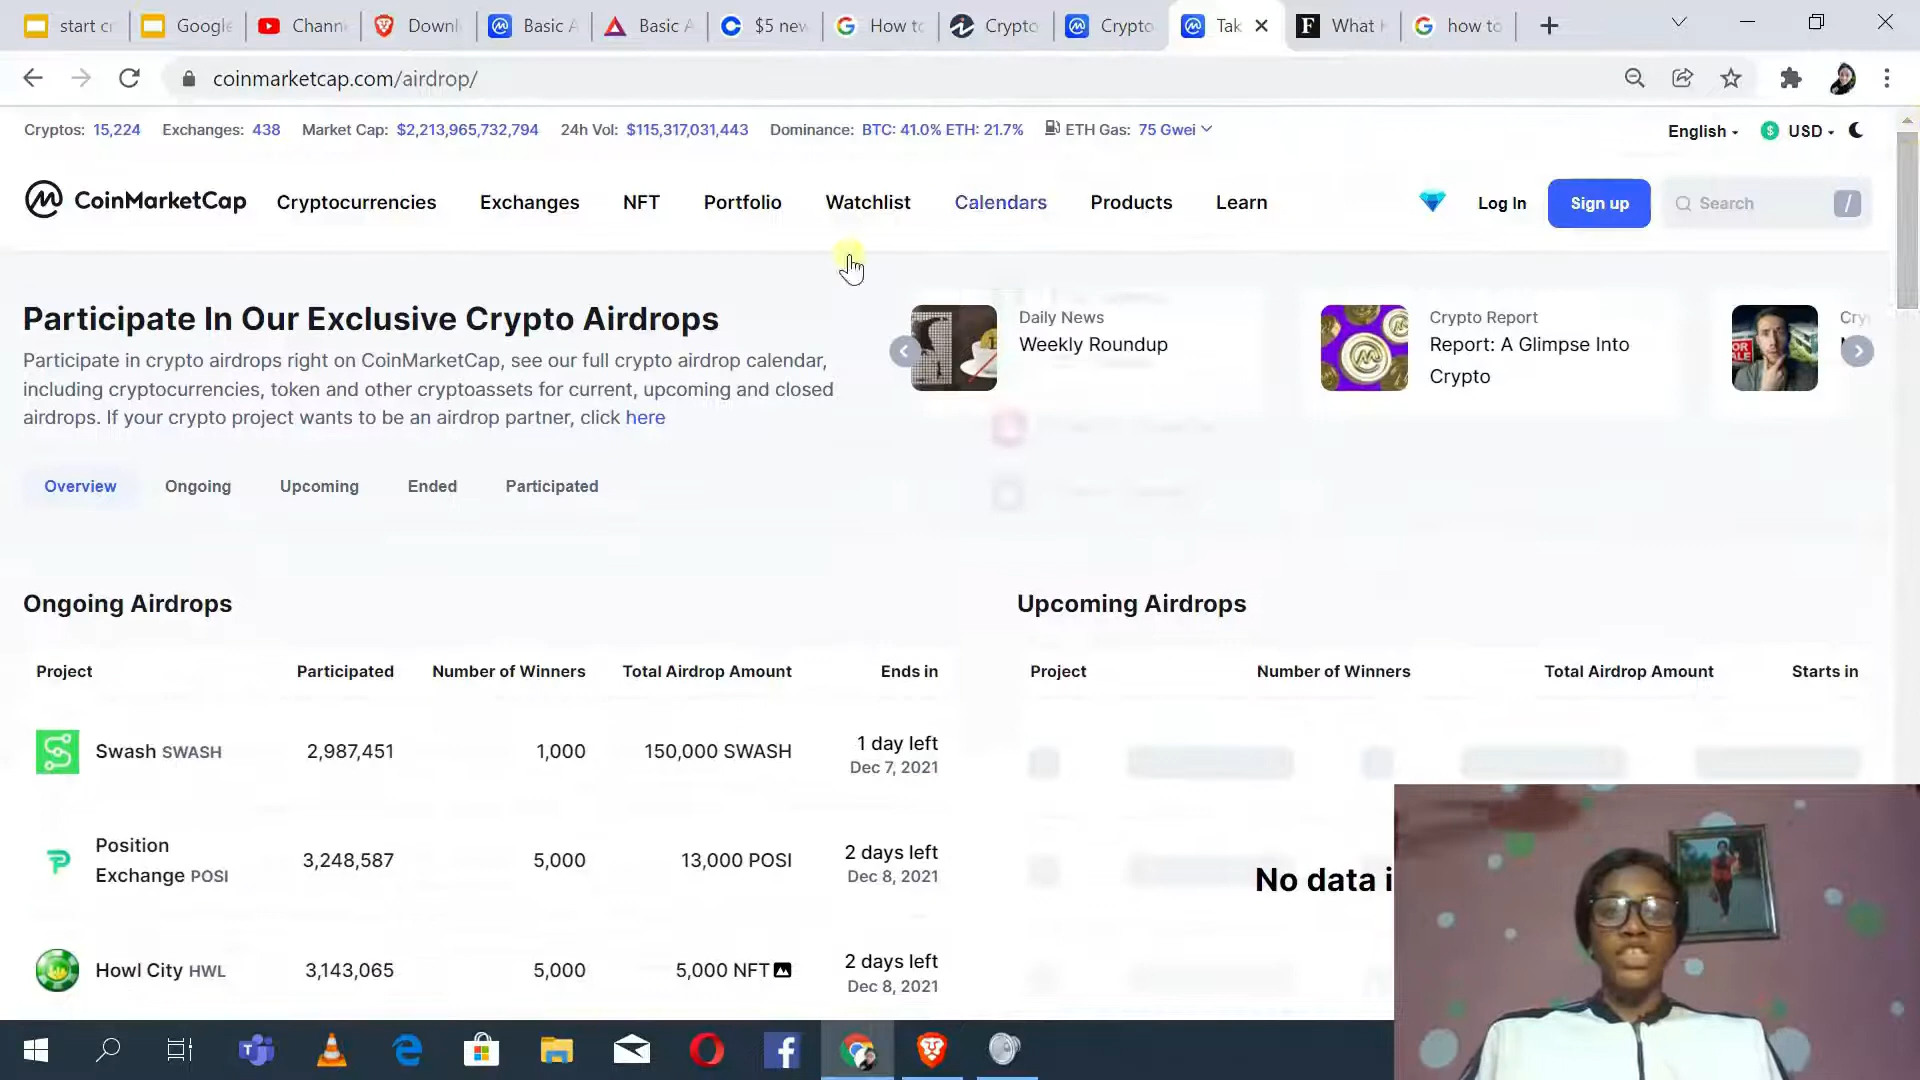 start c
Google
Chann
Downl
Basic A
Basic A
$5 new
How to
Crypto
Crypto
Tak
What
how to
coinmarketcap.com/airdrop/
Cryptos: 15,224 Exchanges: 438 Market Cap: $2,213,965,732,794 24h Vol: $115,317,031,443 Dominance: BTC: 41.0% ETH: 21.7% ETH Gas: 75 Gwei
English USD
CoinMarketCap Cryptocurrencies Exchanges NFT Portfolio Watchlist Calendars Products Learn Log In Sign up Search /
Participate In Our Exclusive Crypto Airdrops
Participate in crypto airdrops right on CoinMarketCap, see our full crypto airdrop calendar,
including cryptocurrencies, token and other cryptoassets for current, upcoming and closed
airdrops. If your crypto project wants to be an airdrop partner, click here
Daily News
Weekly Roundup
Crypto Report
Report: A Glimpse Into
Crypto
Cry
Overview Ongoing Upcoming Ended Participated
Ongoing Airdrops
Project Participated Number of Winners Total Airdrop Amount Ends in
Swash SWASH 2,987,451 1,000 150,000 SWASH 1 day left
Dec 7, 2021
Position
Exchange POSI 3,248,587 5,000 13,000 POSI 2 days left
Dec 8, 2021
Howl City HWL 3,143,065 5,000 5,000 NFT 2 days left
Dec 8, 2021
Upcoming Airdrops
Project Number of Winners Total Airdrop Amount Starts in
No data i